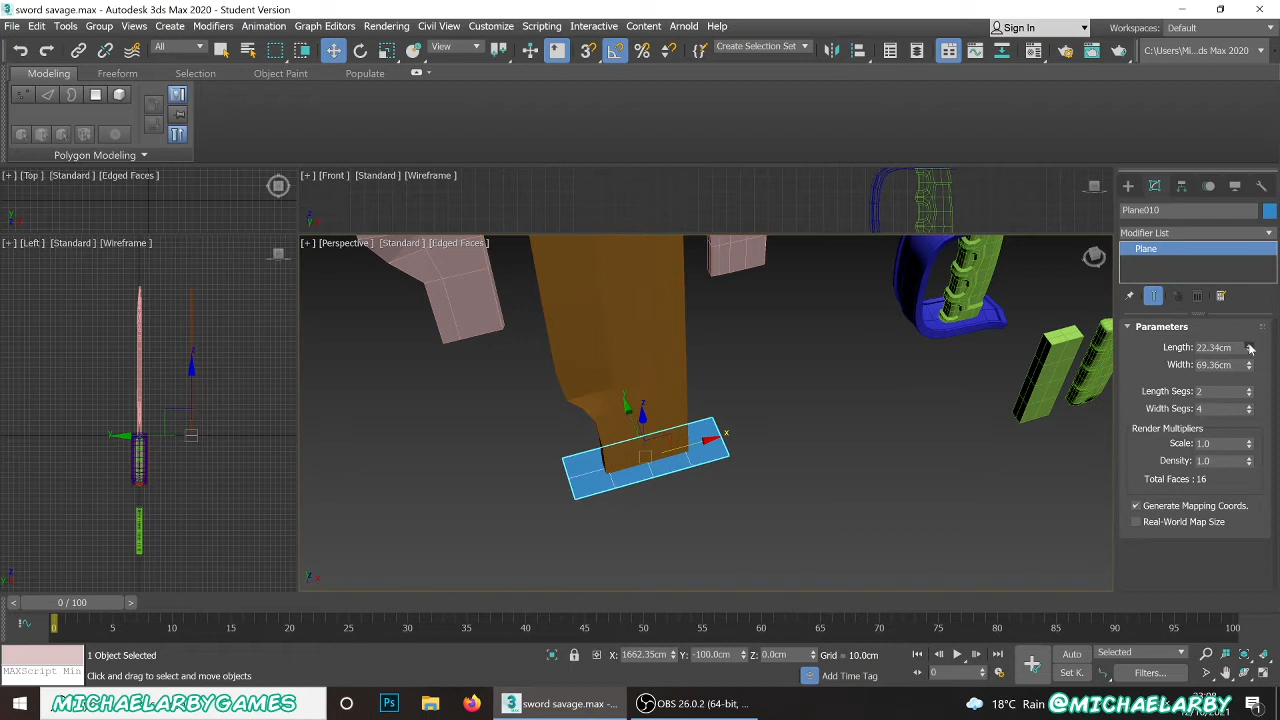 sword savage.max - Autodesk 3ds Max 2020 - Student Version
File Edit Tools Group Views Create Modifiers Animation Graph Editors Rendering Civil View Customize Scripting Interactive Content Arnold Help
Sign In
Workspaces: Default
All
View
Create Selection Set
C:\Users\Mi...ds Max 2020
Modeling Freeform Selection Object Paint Populate
Polygon Modeling
[+] [Top] [Standard] [Edged Faces]
[+] [Front] [Standard] [Wireframe]
[+] [Left] [Standard] [Wireframe]
[+] [Perspective] [Standard] [Edged Faces]
Plane010
Modifier List
Plane
Parameters
Length: 22.34cm
Width: 69.36cm
Length Segs: 2
Width Segs: 4
Render Multipliers
Scale: 1.0
Density: 1.0
Total Faces : 16
Generate Mapping Coords.
Real-World Map Size
0 / 100
0 5 10 15 20 25 30 35 40 45 50 55 60 65 70 75 80 85 90 95 100
1 Object Selected
X: 1662.35cm Y: -100.0cm Z: 0.0cm Grid = 10.0cm
Auto Selected
MAXScript Min
Click and drag to select and move objects
Add Time Tag
0
Set K. Filters...
MICHAELARBYGAMES
sword savage.max -...
OBS 26.0.2 (64-bit, ...
18°C Rain
@MICHAELARBY